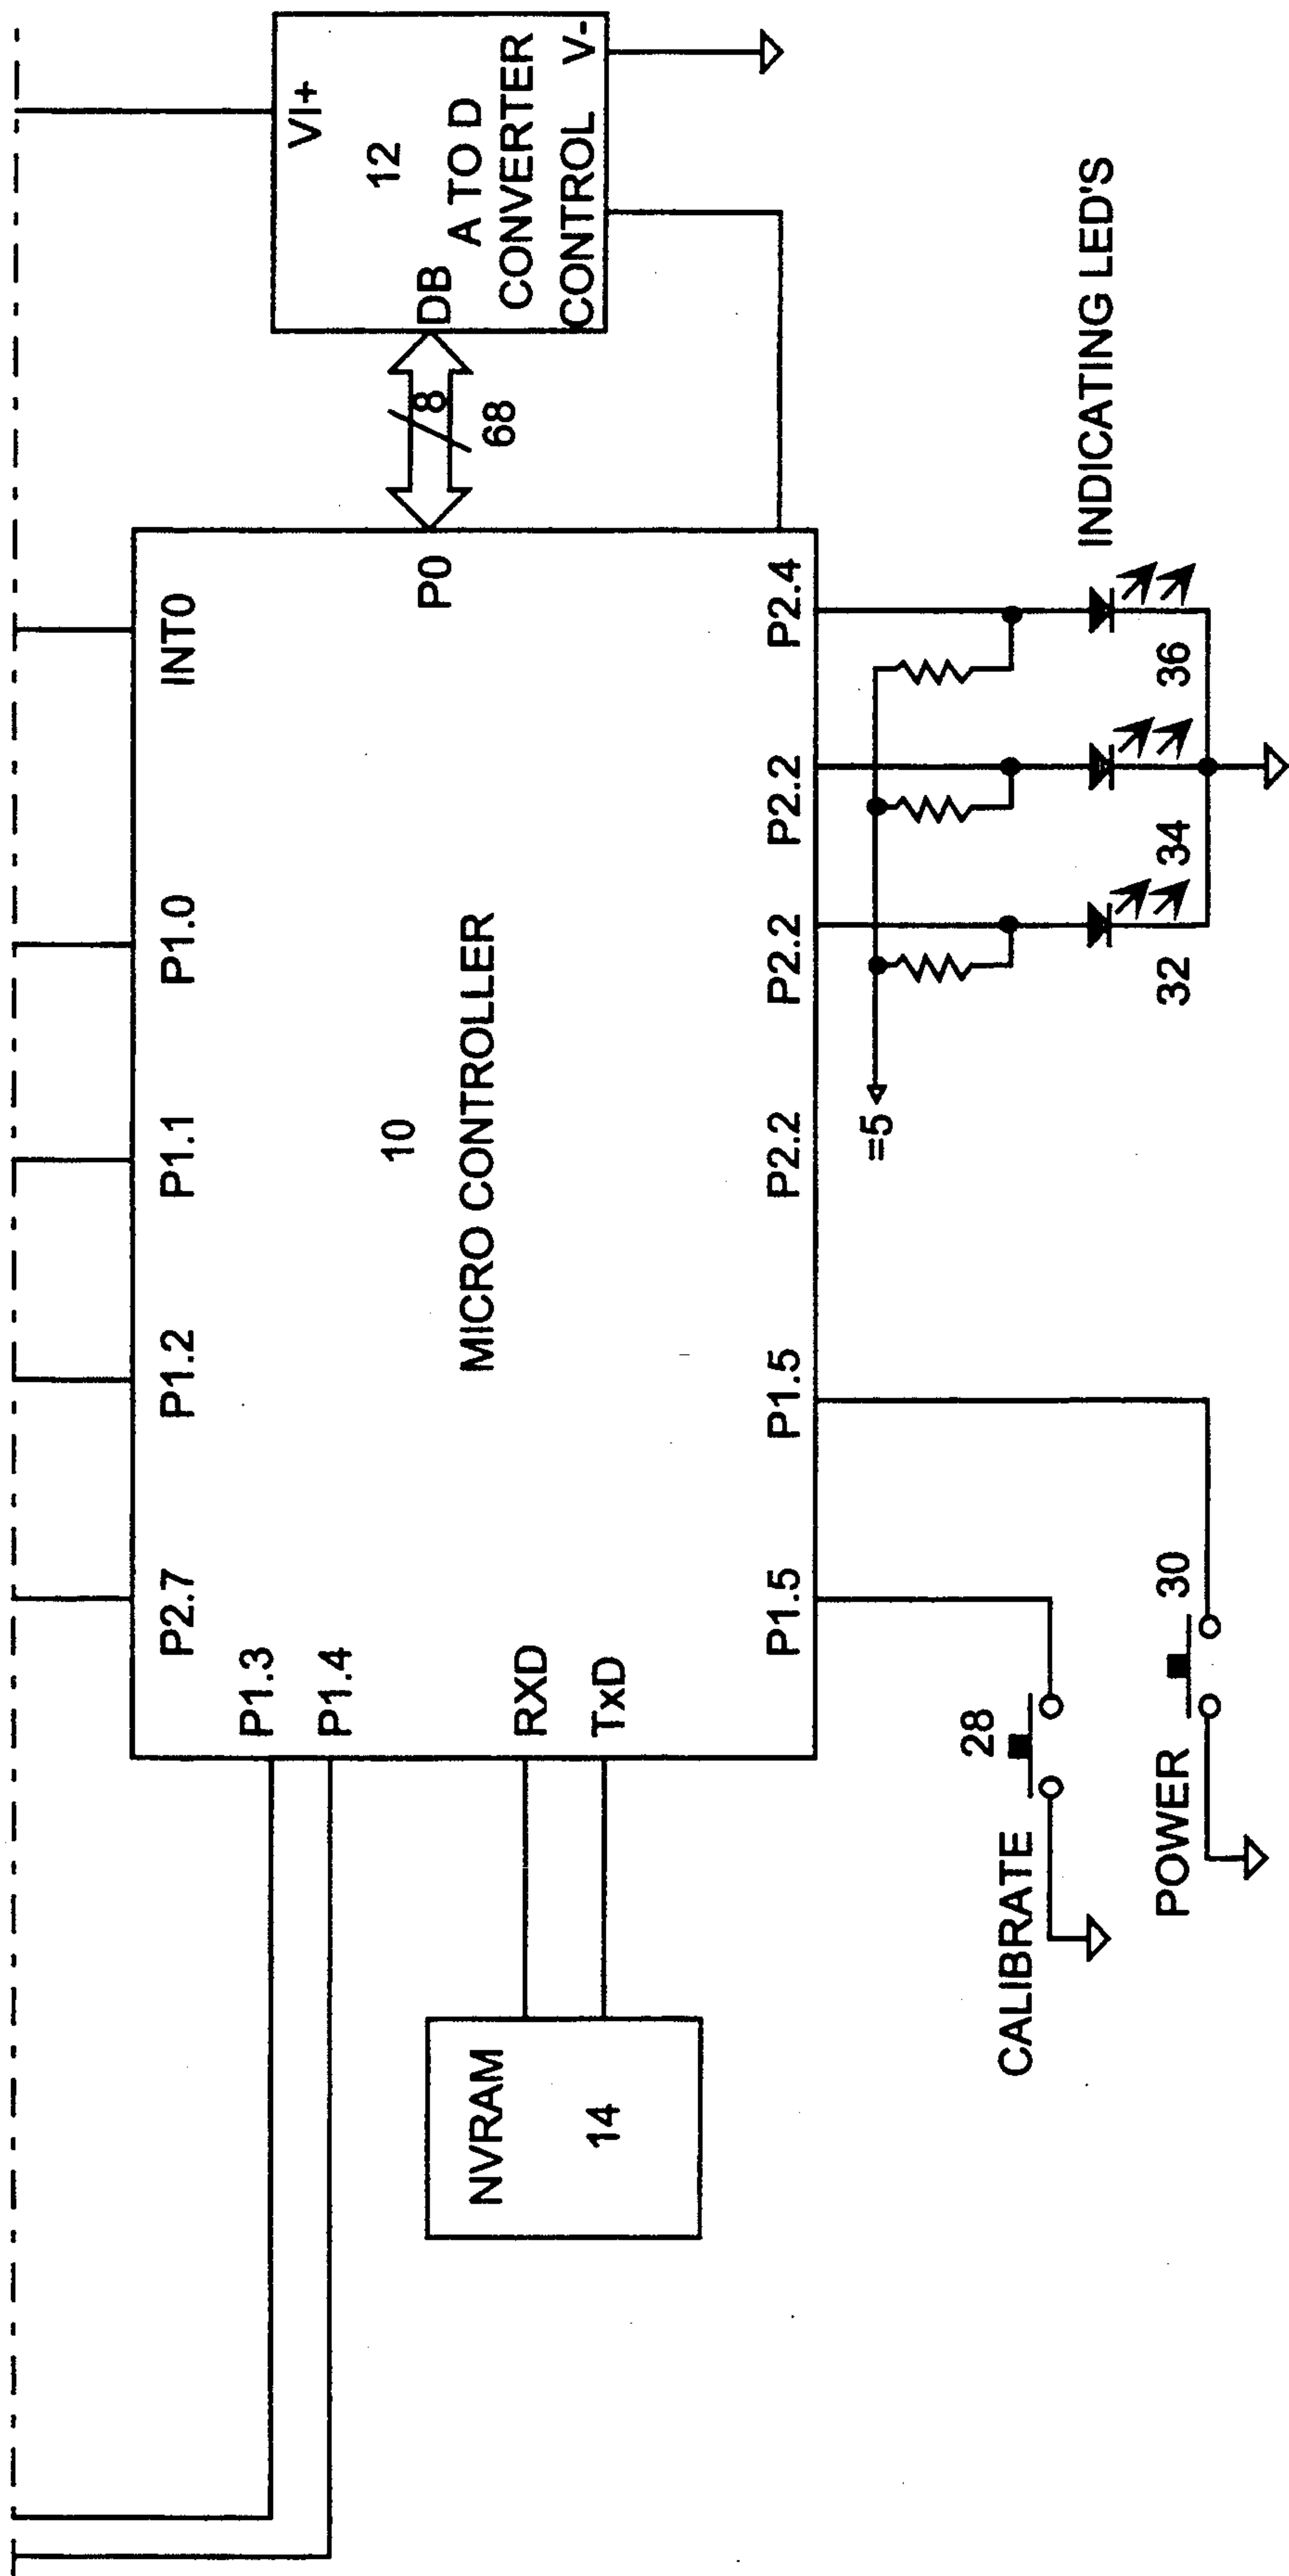 P2.7
P1.2
P1.1
P1.0
INT0
VI+
P1.3
P1.4
12
10
P0
DB
8
68
A TO D
CONVERTER
CONTROL
V-
MICRO CONTROLLER
NVRAM
14
RXD
TxD
P1.5
P1.5
P2.2
P2.2
P2.2
P2.4
=5
CALIBRATE
28
POWER
30
32
34
36
INDICATING LED'S